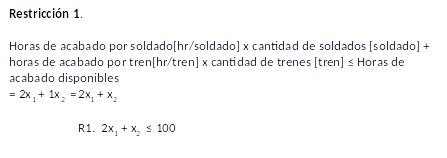 Restricción 1.
Horas de acabado por soldado[hr/soldado] x cantidad de soldados [soldado] +
horas de acabado por tren[hr/tren] x cantidad de trenes [tren] ≤ Horas de
acabado disponibles
= 2x₁ + 1x₂ = 2x₁ + x₂
R1. 2x₁ + x₂ ≤ 100